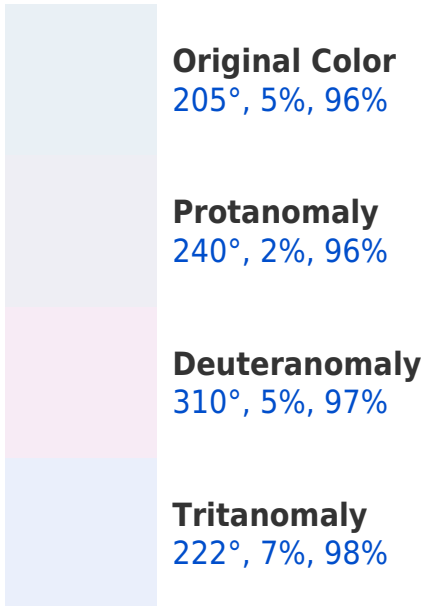 Original Color
205°, 5%, 96%
Protanomaly
240°, 2%, 96%
Deuteranomaly
310°, 5%, 97%
Tritanomaly
222°, 7%, 98%